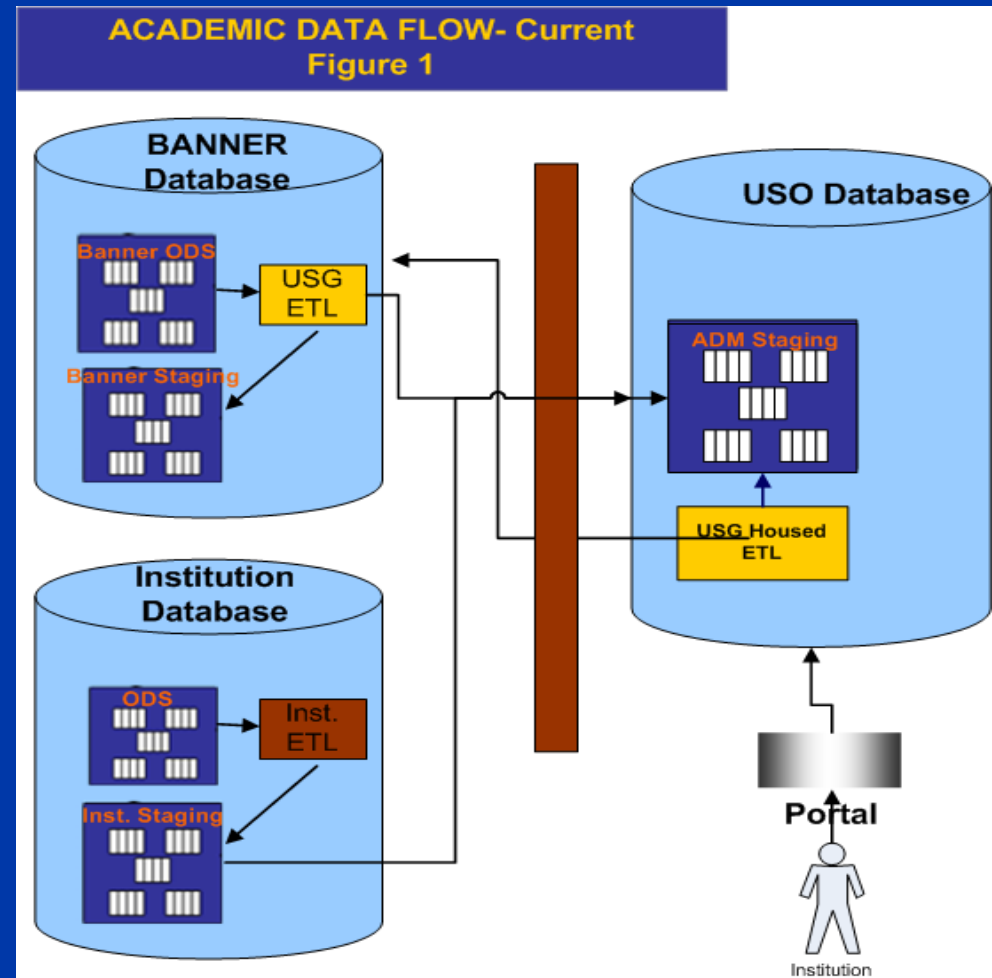 ACADEMIC DATA FLOW- Current
Figure 1
BANNER
Database
Banner ODS
USG
ETL
Banner Staging
USO Database
ADM Staging
USG Housed
ETL
Institution
Database
ODS
Inst.
ETL
Inst. Staging
Portal
Institution